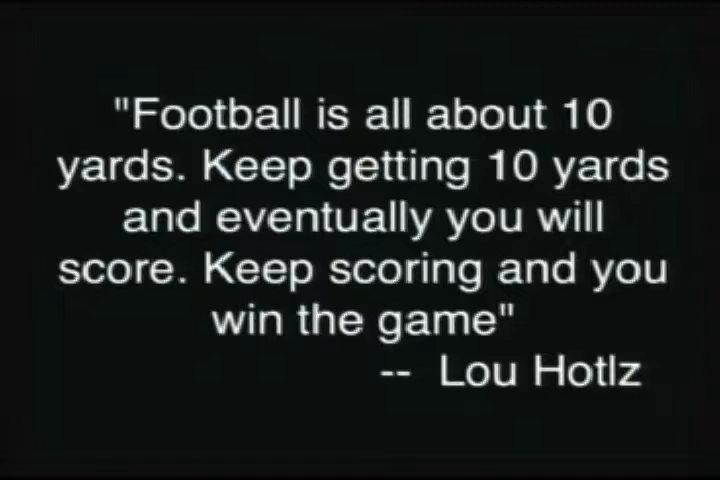 "Football is all about 10
yards. Keep getting 10 yards
and eventually you will
score. Keep scoring and you
win the game"
-- Lou Hotlz